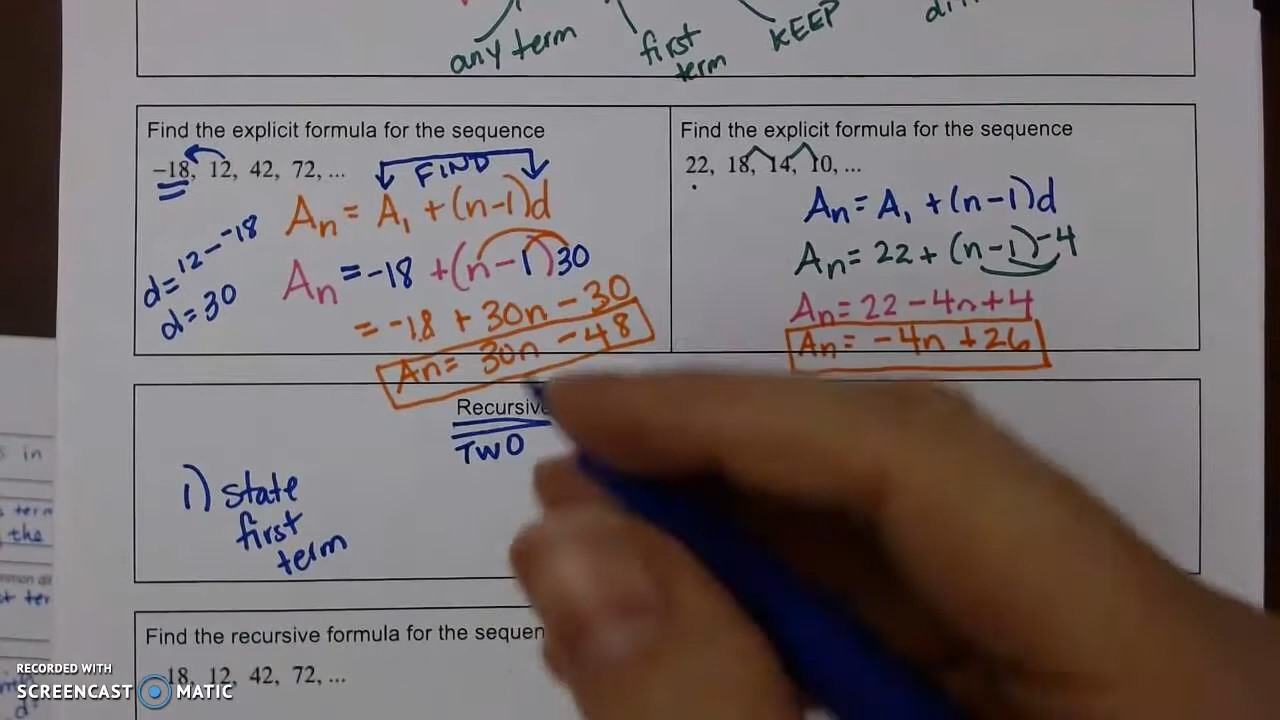 any term
first
term
KEEP
Find the explicit formula for the sequence
−18, 12, 42, 72, ...
FIND
An = A1 + (n-1)d
d = 12 - -18
d = 30
An = -18 + (n-1)30
= -18 + 30n - 30
An = 30n - 48
Find the explicit formula for the sequence
22, 18, 14, 10, ...
An = A1 + (n-1)d
An = 22 + (n-1)-4
An = 22 - 4n + 4
An = -4n + 26
Recursive
TWO
1) state
first
term
Find the recursive formula for the sequen
18, 12, 42, 72, ...
s in
term
the
RECORDED WITH
SCREENCAST MATIC